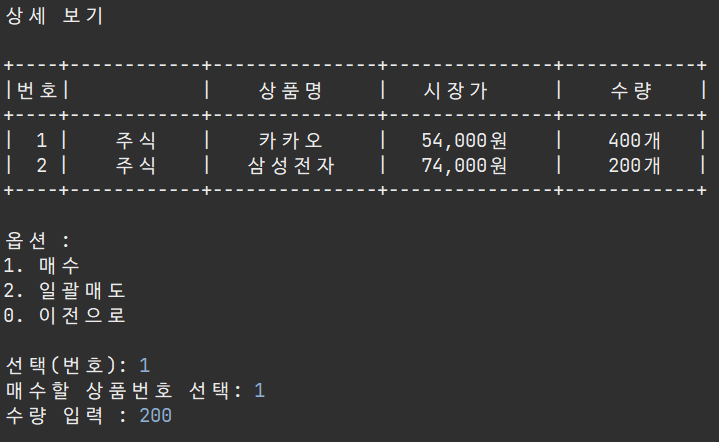 상세 보기
+----+------------+---------------+---------------+------------+
|번호|            |    상품명     |   시장가      |    수량    |
+----+------------+---------------+---------------+------------+
|  1 |    주식    |    카카오     |   54,000원    |    400개   |
|  2 |    주식    |   삼성전자    |   74,000원    |    200개   |
+----+------------+---------------+---------------+------------+
옵션 :
1. 매수
2. 일괄매도
0. 이전으로
선택(번호): 1
매수할 상품번호 선택: 1
수량 입력 : 200